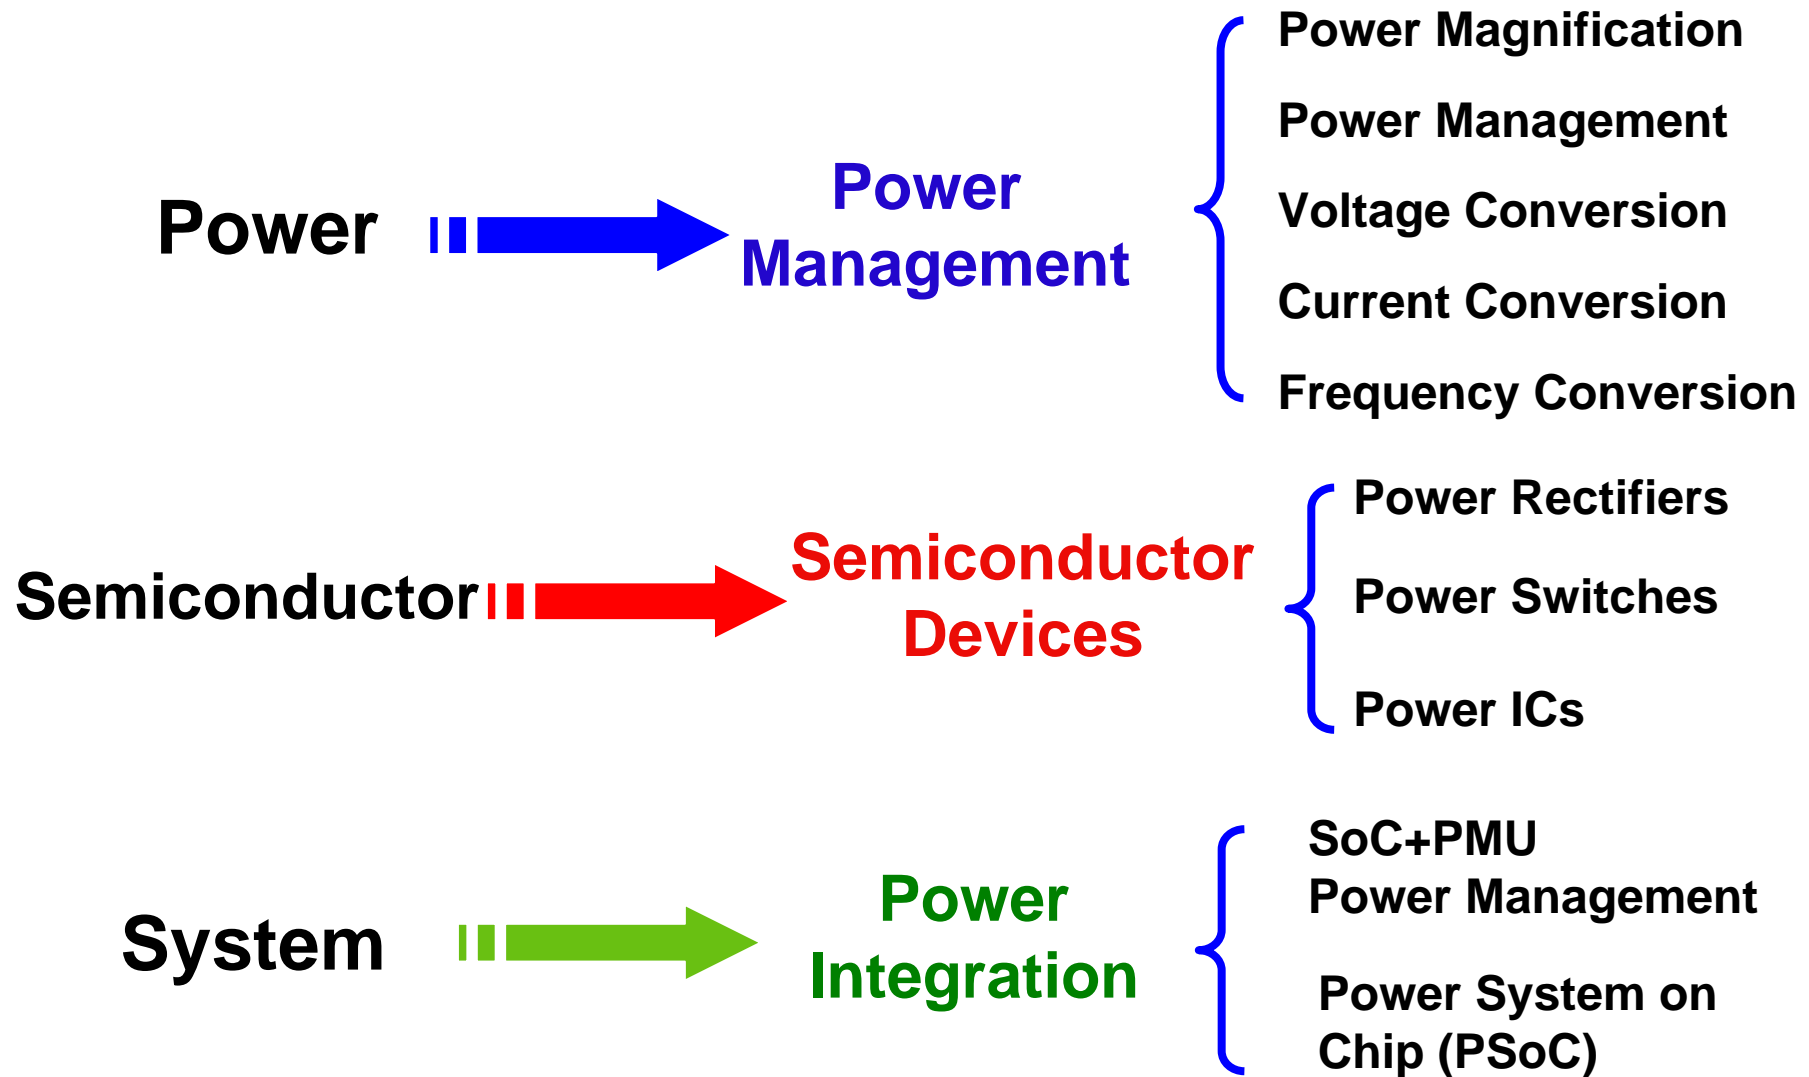 Power
Power
Management
Power Magnification
Power Management
Voltage Conversion
Current Conversion
Frequency Conversion
Semiconductor
Semiconductor
Devices
Power Rectifiers
Power Switches
Power ICs
System
Power
Integration
SoC+PMU
Power Management
Power System on
Chip (PSoC)